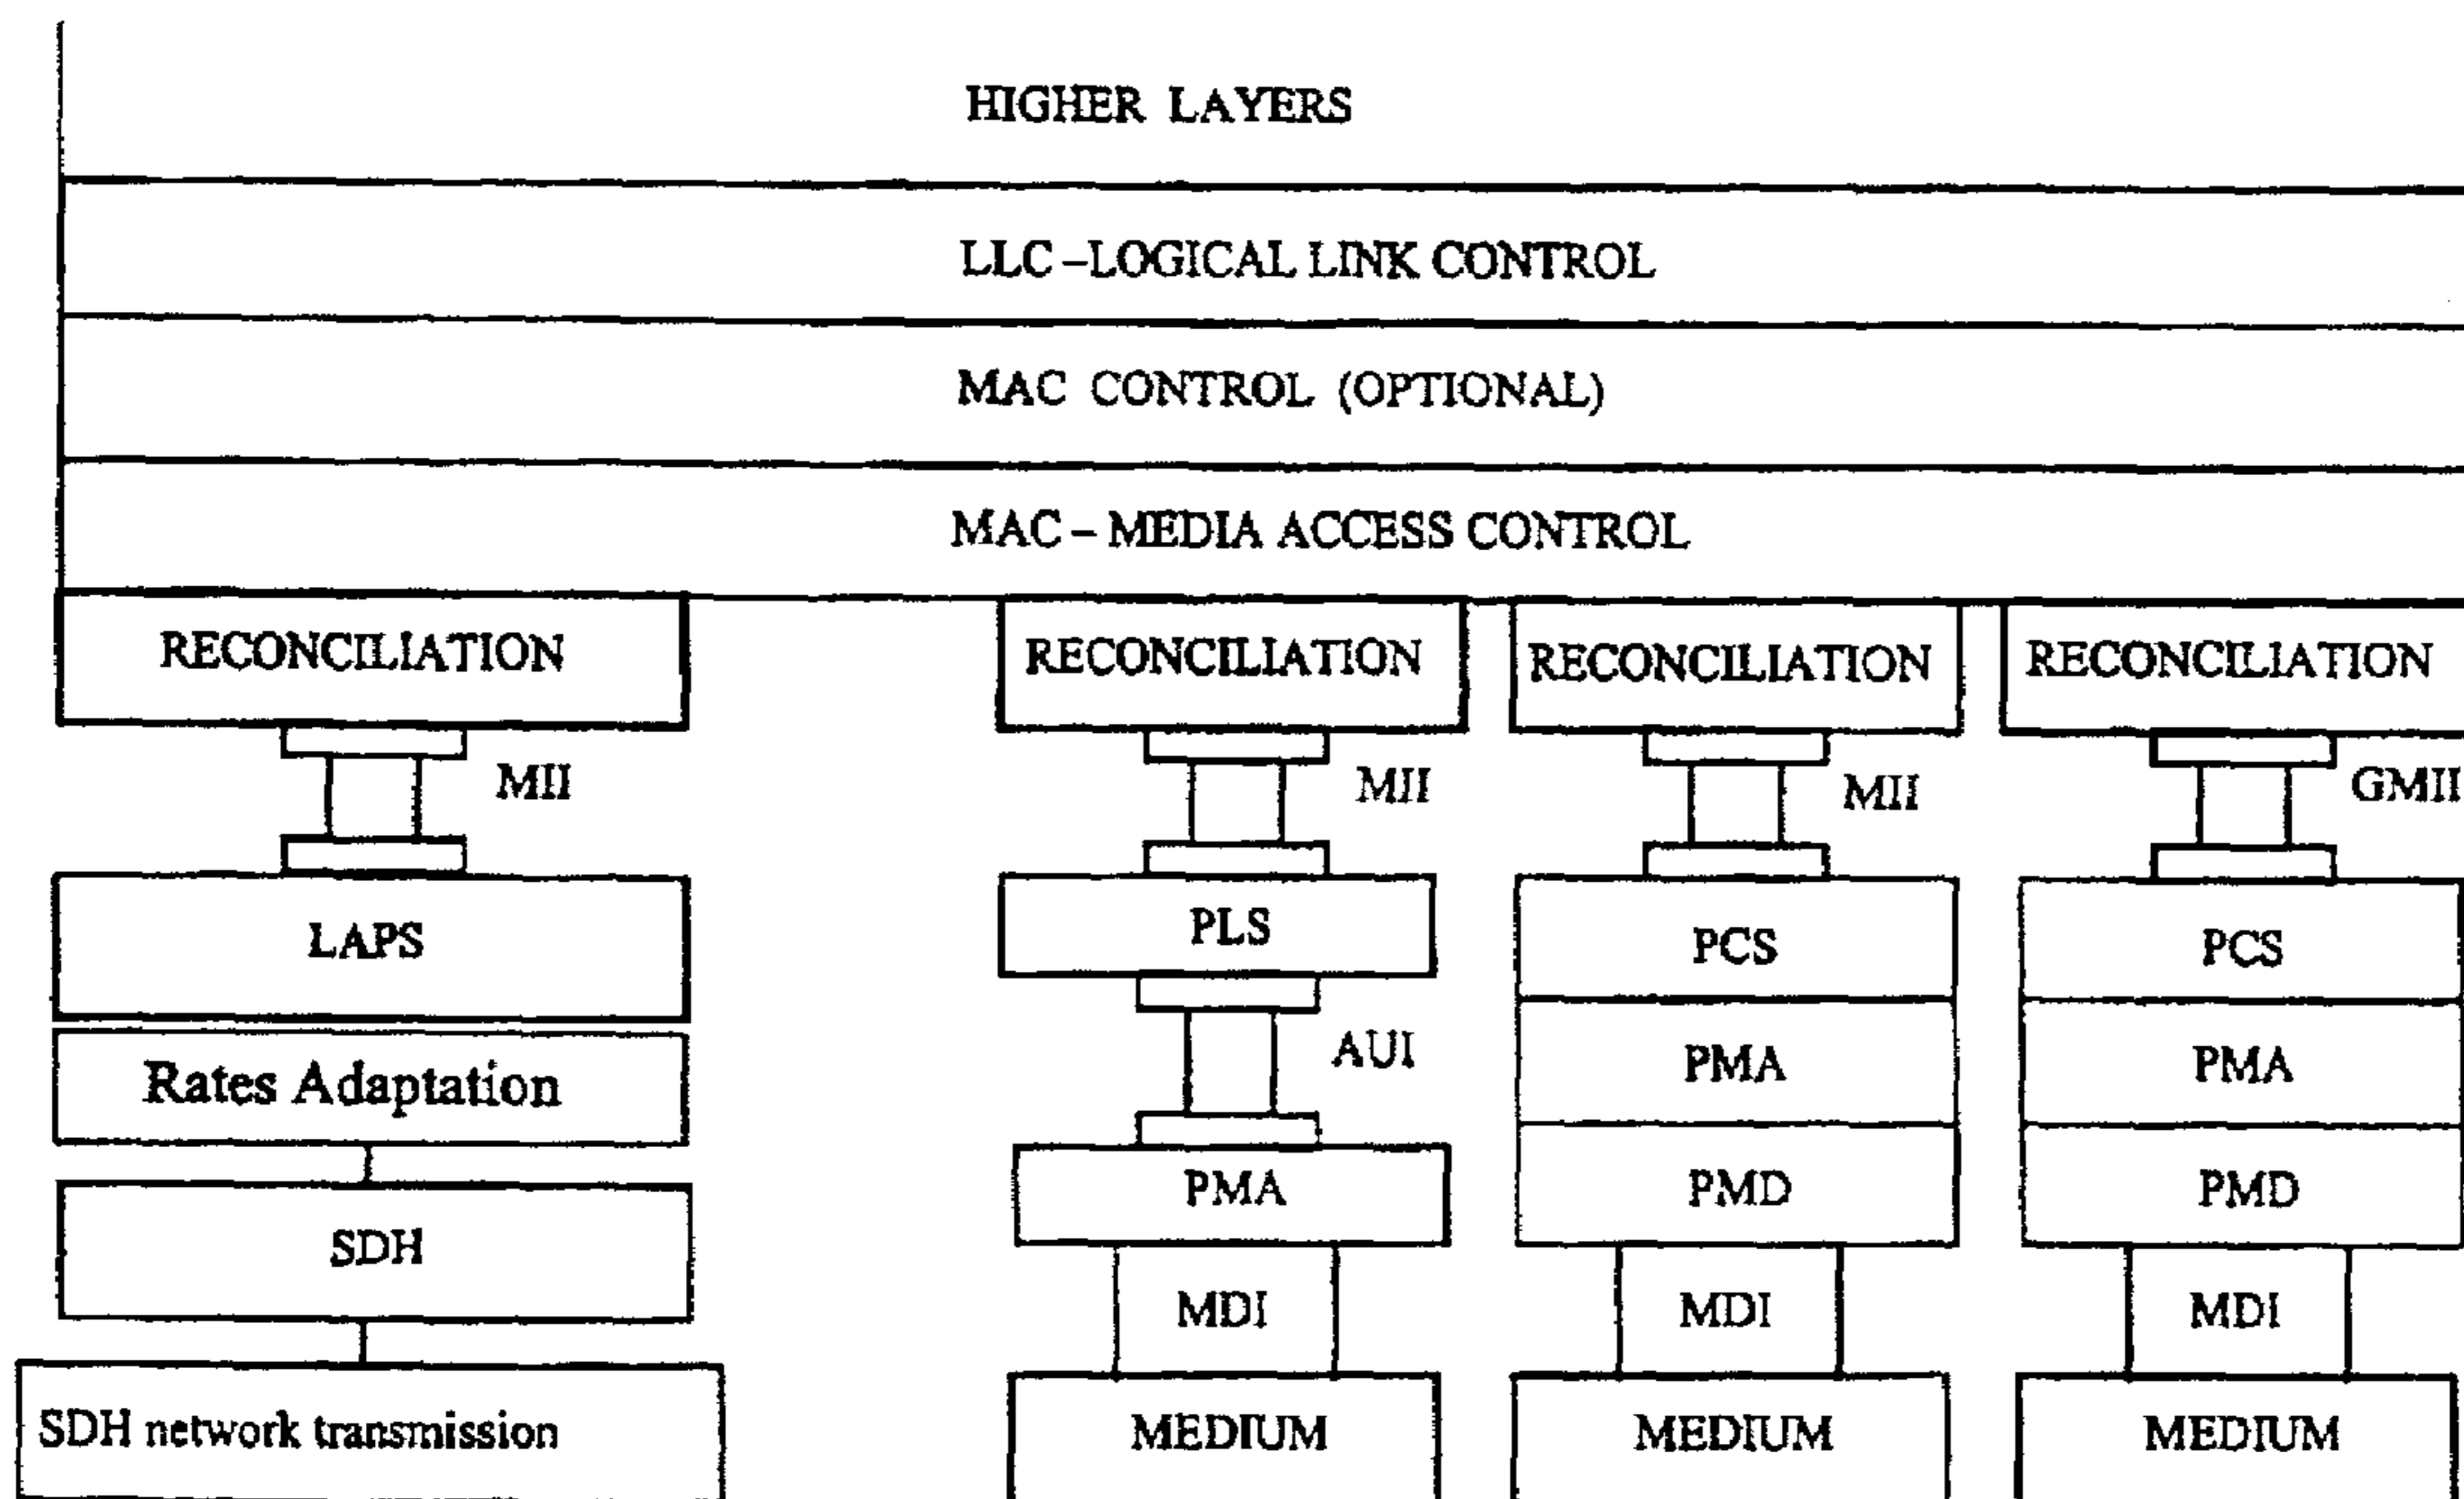 HIGHER LAYERS
LLC –LOGICAL LINK CONTROL
MAC CONTROL (OPTIONAL)
MAC – MEDIA ACCESS CONTROL
RECONCILIATION
RECONCILIATION
RECONCILIATION
RECONCILIATION
MII
MII
MII
GMII
LAPS
PLS
PCS
PCS
Rates Adaptation
AUI
PMA
PMA
SDH
PMA
PMD
PMD
MDI
MDI
MDI
SDH network transmission
MEDIUM
MEDIUM
MEDIUM